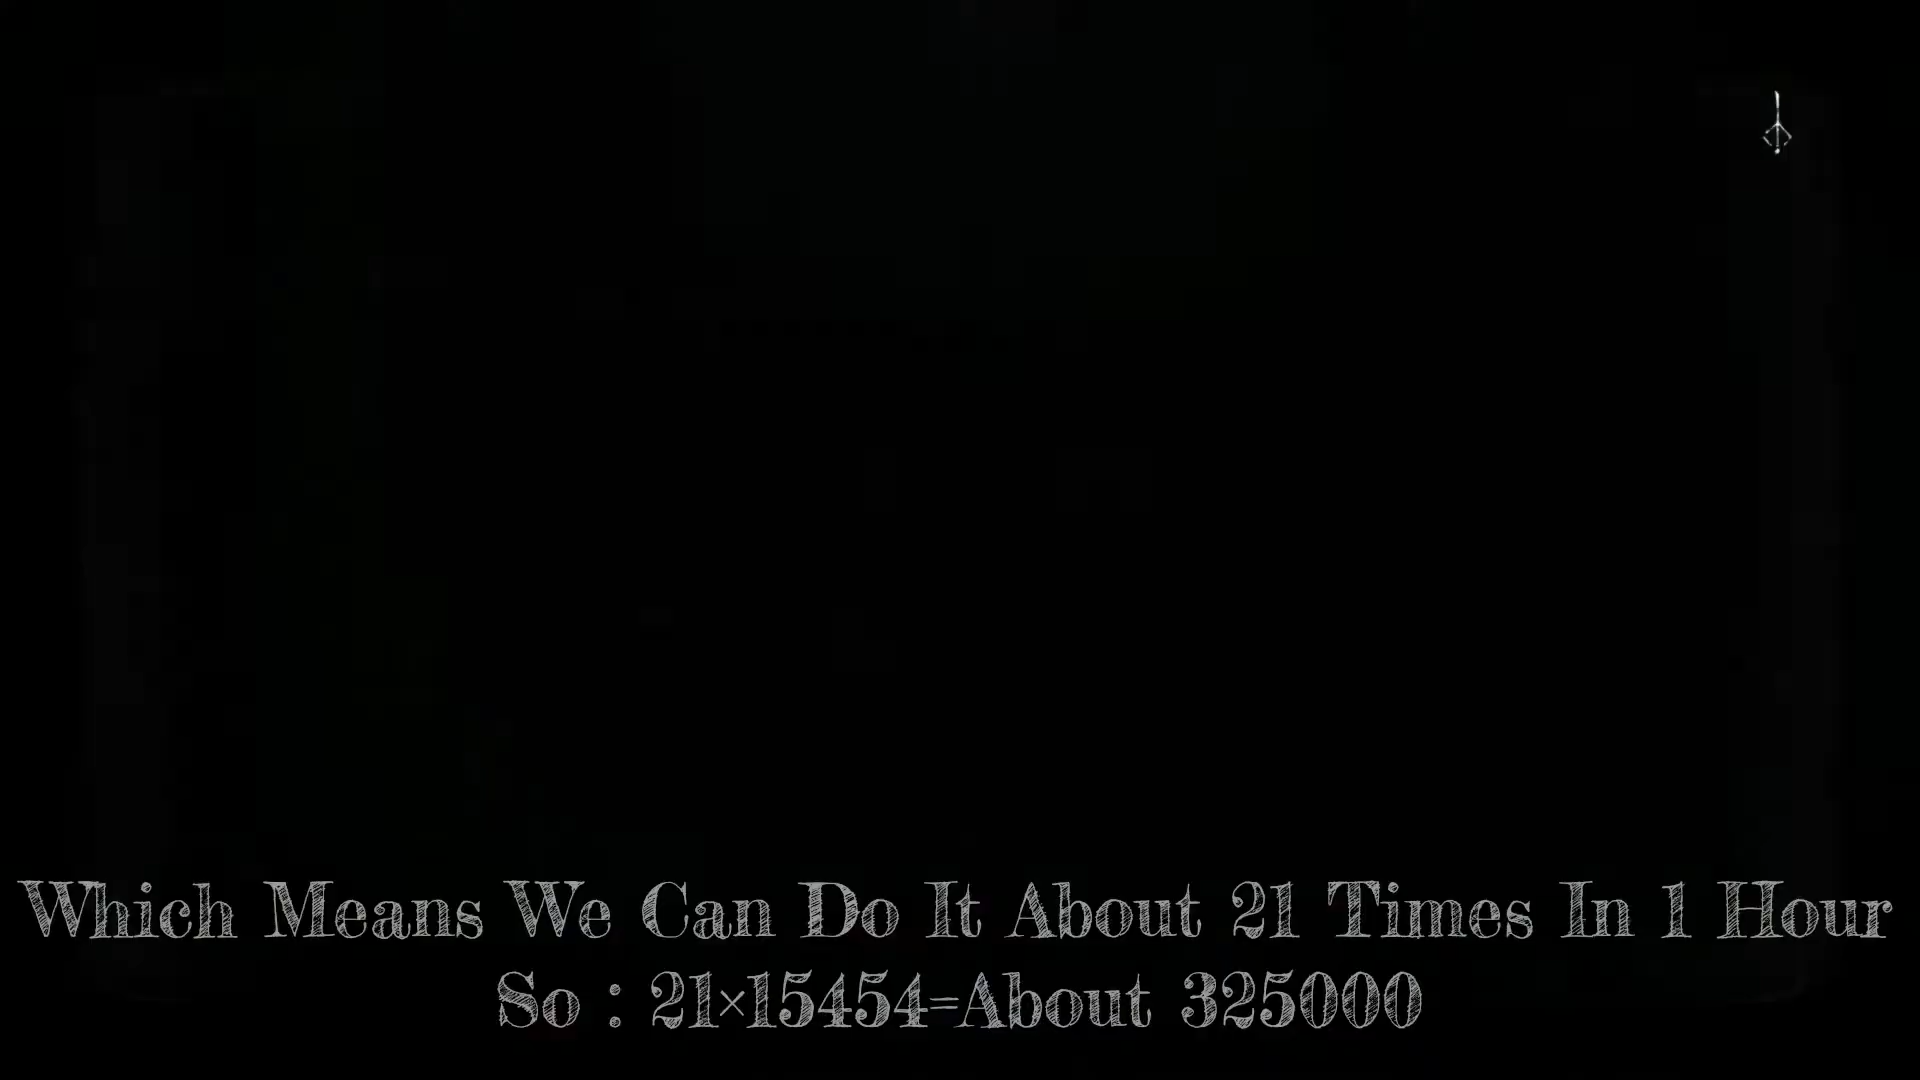 Which Means We Can Do It About 21 Times In 1 Hour
So : 21×15454=About 325000